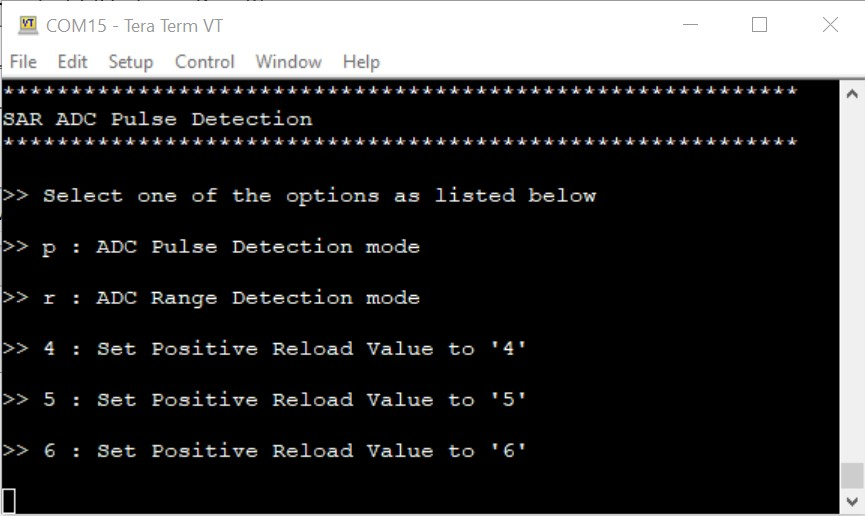 COM15 - Tera Term VT
File Edit Setup Control Window Help
***********************************************************
SAR ADC Pulse Detection
***********************************************************
>> Select one of the options as listed below
>> p : ADC Pulse Detection mode
>> r : ADC Range Detection mode
>> 4 : Set Positive Reload Value to '4'
>> 5 : Set Positive Reload Value to '5'
>> 6 : Set Positive Reload Value to '6'